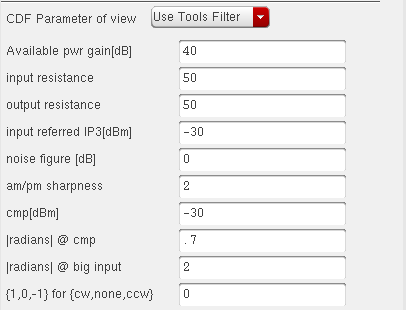 CDF Parameter of view Use Tools Filter
Available pwr gain[dB] 40
input resistance 50
output resistance 50
input referred IP3[dBm] -30
noise figure [dB] 0
am/pm sharpness 2
cmp[dBm] -30
|radians| @ cmp .7
|radians| @ big input 2
{1,0,-1} for {cw,none,ccw} 0